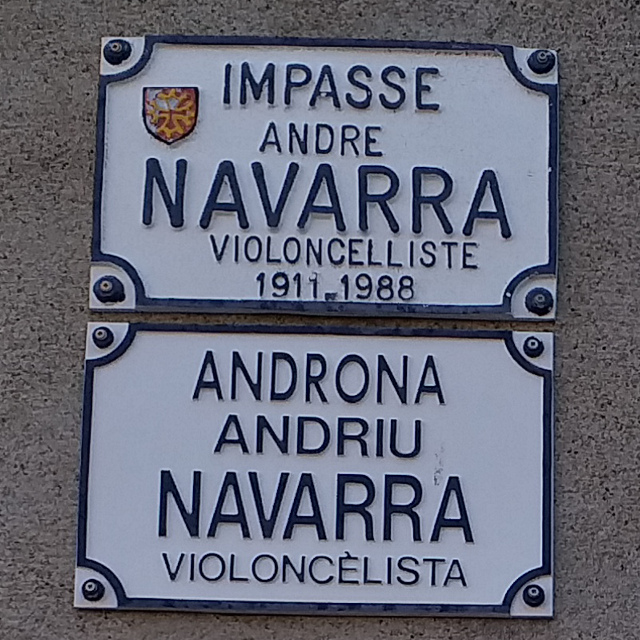 IMPASSE
ANDRE
NAVARRA
VIOLONCELLISTE
1911-1988
ANDRONA
ANDRIU
NAVARRA
VIOLONCÈLISTA